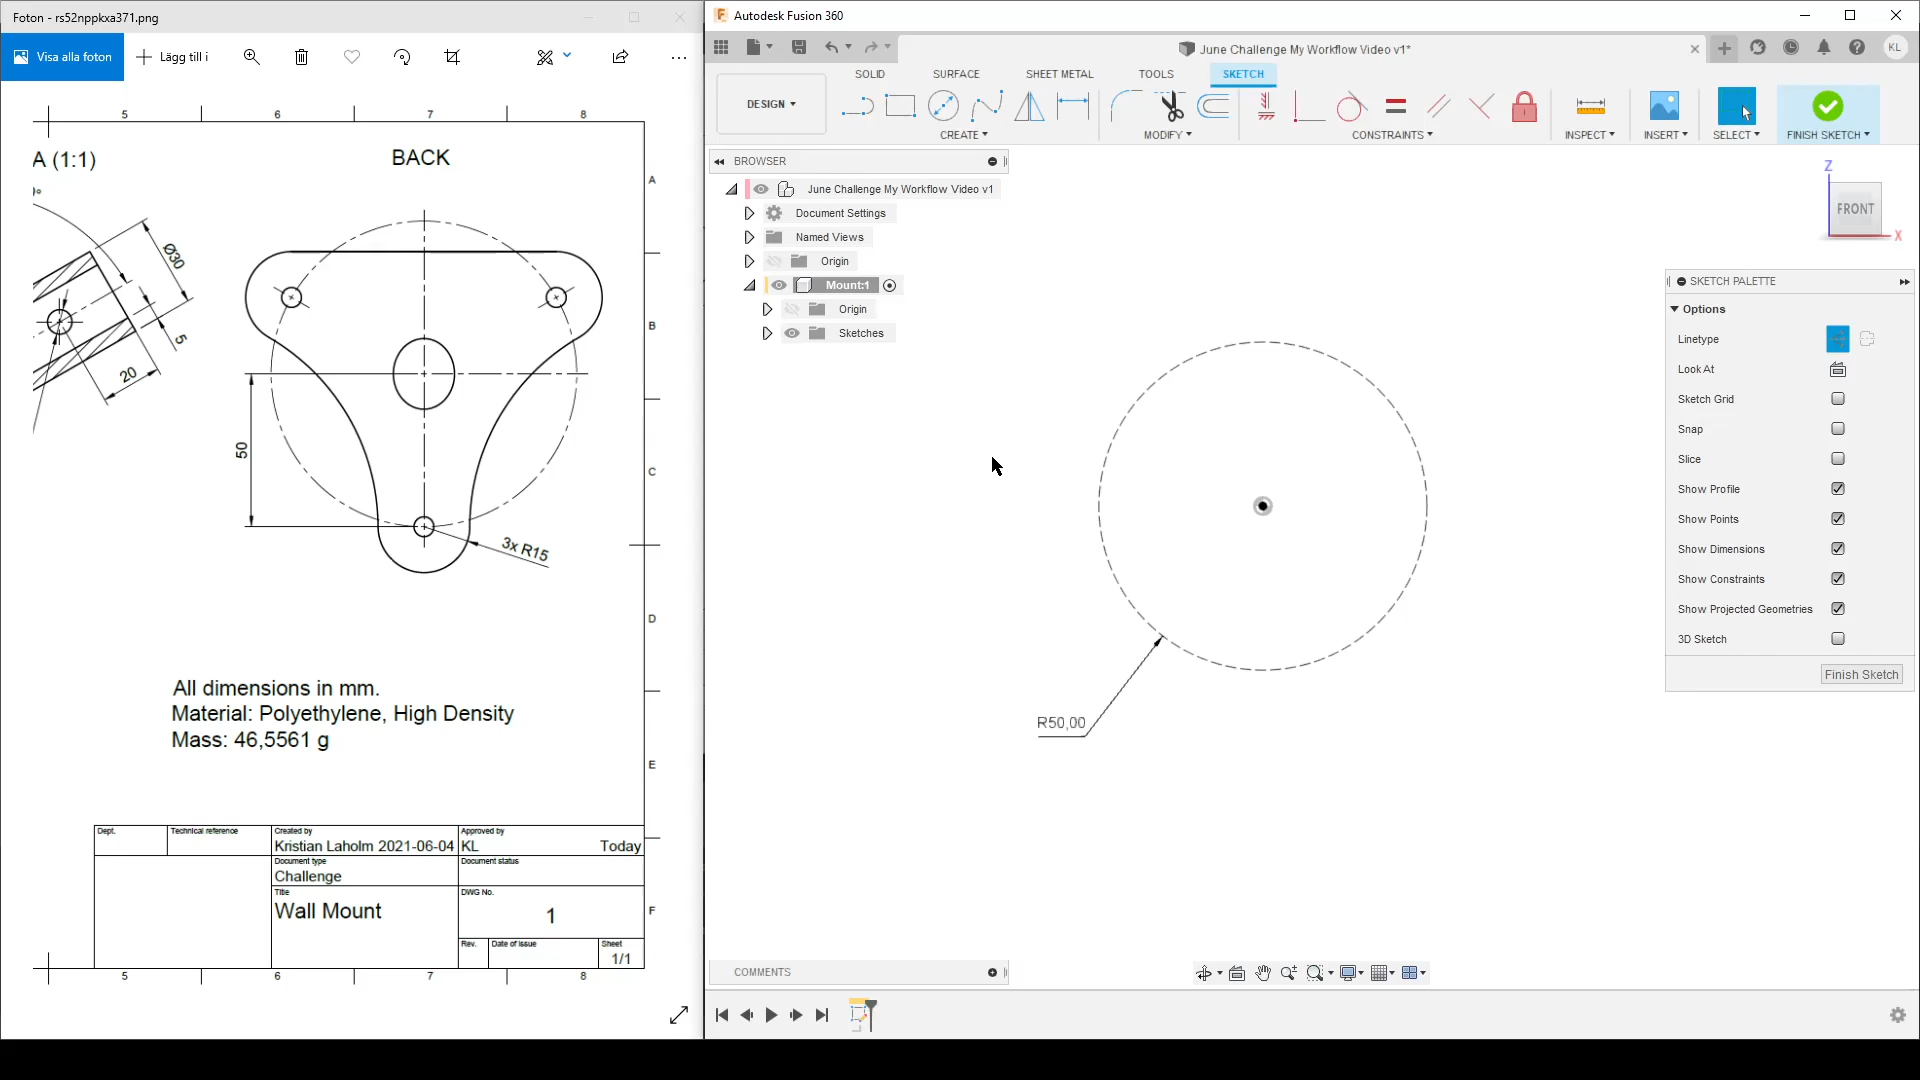 Foton - rs52nppkxa371.png
Visa alla foton
Lägg till i
5
6
7
8
A (1:1)
BACK
A
Ø30
B
5
20
50
C
3x R15
D
All dimensions in mm.
Material: Polyethylene, High Density
Mass: 46,5561 g
E
Dept.
Technical reference
Created by
Approved by
Kristian Laholm 2021-06-04
KL
Today
Document type
Document status
Challenge
Title
DWG No.
Wall Mount
1
F
Rev.
Date of issue
Sheet
1/1
5
6
7
8
Autodesk Fusion 360
June Challenge My Workflow Video v1*
KL
DESIGN
SOLID
SURFACE
SHEET METAL
TOOLS
SKETCH
CREATE
MODIFY
CONSTRAINTS
INSPECT
INSERT
SELECT
FINISH SKETCH
BROWSER
June Challenge My Workflow Video v1
Document Settings
Named Views
Origin
Mount:1
Origin
Sketches
R50,00
Z
FRONT
X
SKETCH PALETTE
Options
Linetype
Look At
Sketch Grid
Snap
Slice
Show Profile
Show Points
Show Dimensions
Show Constraints
Show Projected Geometries
3D Sketch
Finish Sketch
COMMENTS